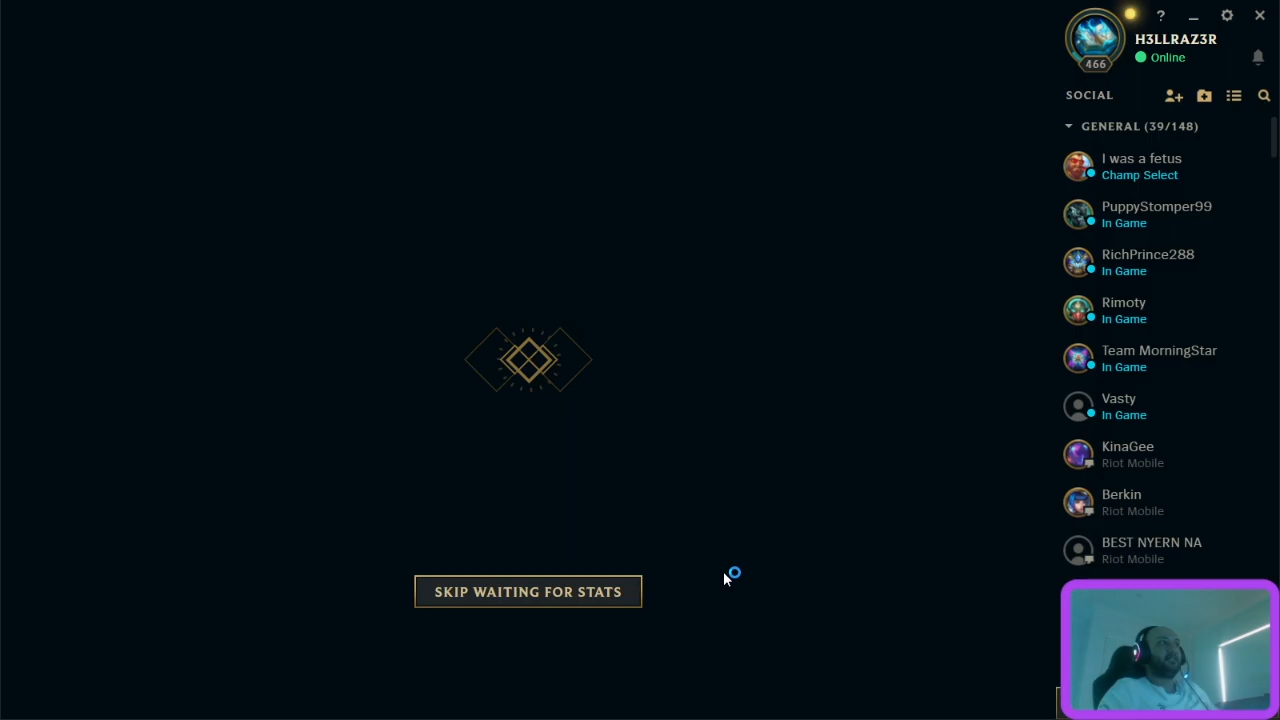 ?
H3LLRAZ3R
Online
466
SOCIAL
GENERAL (39/148)
I was a fetus
Champ Select
PuppyStomper99
In Game
RichPrince288
In Game
Rimoty
In Game
Team MorningStar
In Game
Vasty
In Game
KinaGee
Riot Mobile
Berkin
Riot Mobile
BEST NYERN NA
Riot Mobile
SKIP WAITING FOR STATS